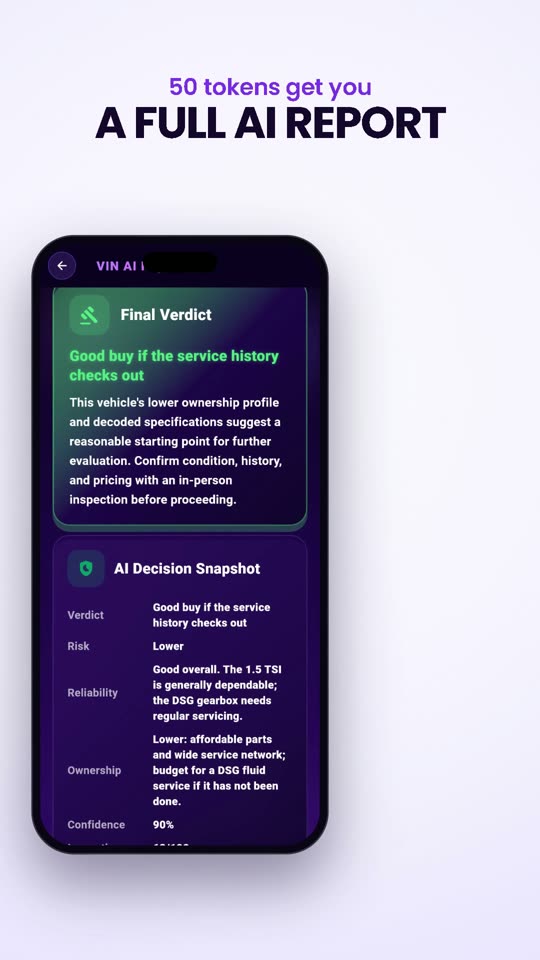 50 tokens get you
A FULL AI REPORT
VIN AI
Final Verdict
Good buy if the service history
checks out
This vehicle's lower ownership profile
and decoded specifications suggest a
reasonable starting point for further
evaluation. Confirm condition, history,
and pricing with an in-person
inspection before proceeding.
AI Decision Snapshot
Verdict
Good buy if the service
history checks out
Risk
Lower
Reliability
Good overall. The 1.5 TSI
is generally dependable;
the DSG gearbox needs
regular servicing.
Ownership
Lower: affordable parts
and wide service network;
budget for a DSG fluid
service if it has not been
done.
Confidence
90%